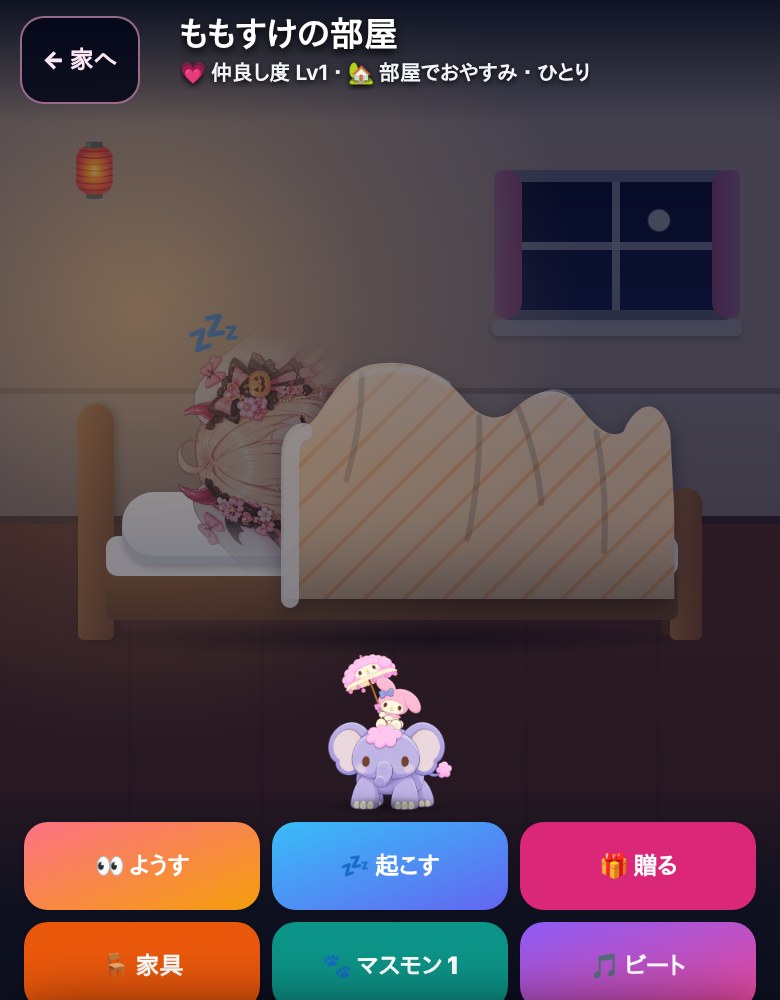 ← 家へ
ももすけの部屋
💗 仲良し度 Lv1・🏡 部屋でおやすみ・ひとり
💤
👀 ようす
💤 起こす
🎁 贈る
🪑 家具
🐾 マスモン 1
🎵 ビート